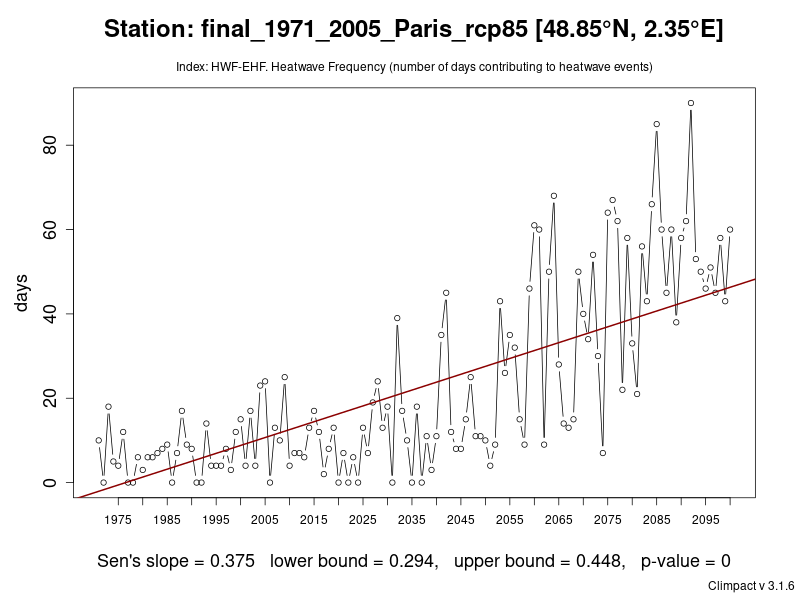 Station: final_1971_2005_Paris_rcp85 [48.85°N, 2.35°E]
Index: HWF-EHF. Heatwave Frequency (number of days contributing to heatwave events)
days
80
60
40
20
0
1975 1985 1995 2005 2015 2025 2035 2045 2055 2065 2075 2085 2095
Sen's slope = 0.375 lower bound = 0.294, upper bound = 0.448, p-value = 0
Climpact v 3.1.6